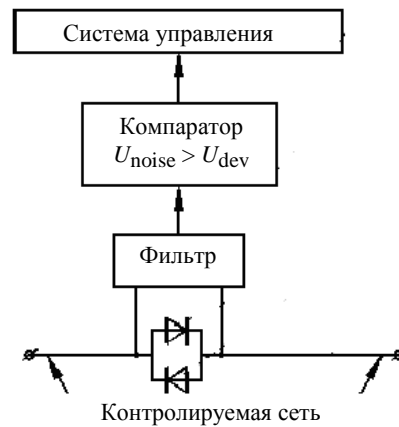 Система управления
Компаратор
U_noise > U_dev
Фильтр
Контролируемая сеть